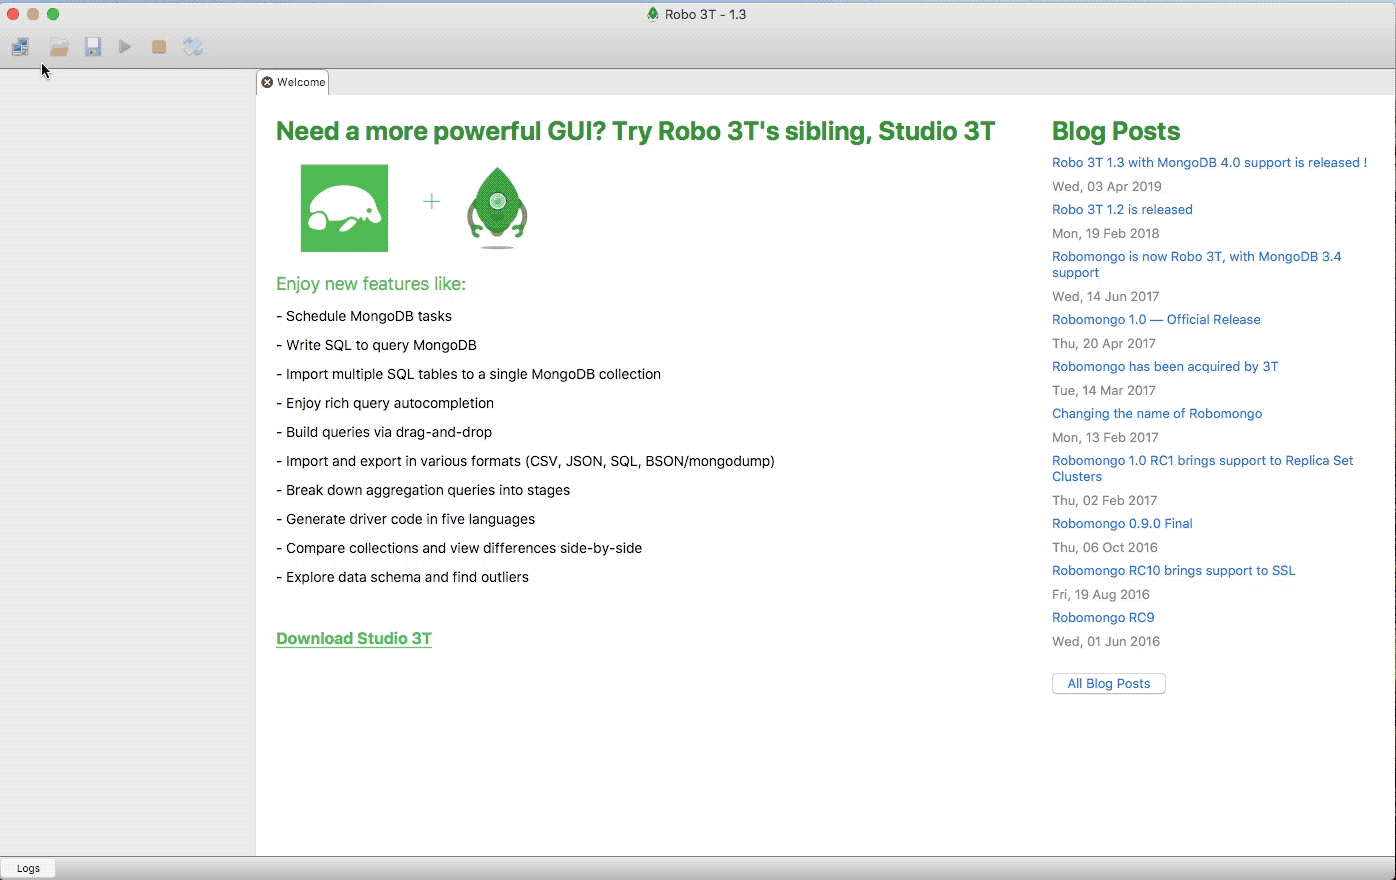 Robo 3T - 1.3
Welcome
Need a more powerful GUI? Try Robo 3T's sibling, Studio 3T
+
Enjoy new features like:
- Schedule MongoDB tasks
- Write SQL to query MongoDB
- Import multiple SQL tables to a single MongoDB collection
- Enjoy rich query autocompletion
- Build queries via drag-and-drop
- Import and export in various formats (CSV, JSON, SQL, BSON/mongodump)
- Break down aggregation queries into stages
- Generate driver code in five languages
- Compare collections and view differences side-by-side
- Explore data schema and find outliers
Download Studio 3T
Blog Posts
Robo 3T 1.3 with MongoDB 4.0 support is released !
Wed, 03 Apr 2019
Robo 3T 1.2 is released
Mon, 19 Feb 2018
Robomongo is now Robo 3T, with MongoDB 3.4
support
Wed, 14 Jun 2017
Robomongo 1.0 — Official Release
Thu, 20 Apr 2017
Robomongo has been acquired by 3T
Tue, 14 Mar 2017
Changing the name of Robomongo
Mon, 13 Feb 2017
Robomongo 1.0 RC1 brings support to Replica Set
Clusters
Thu, 02 Feb 2017
Robomongo 0.9.0 Final
Thu, 06 Oct 2016
Robomongo RC10 brings support to SSL
Fri, 19 Aug 2016
Robomongo RC9
Wed, 01 Jun 2016
All Blog Posts
Logs